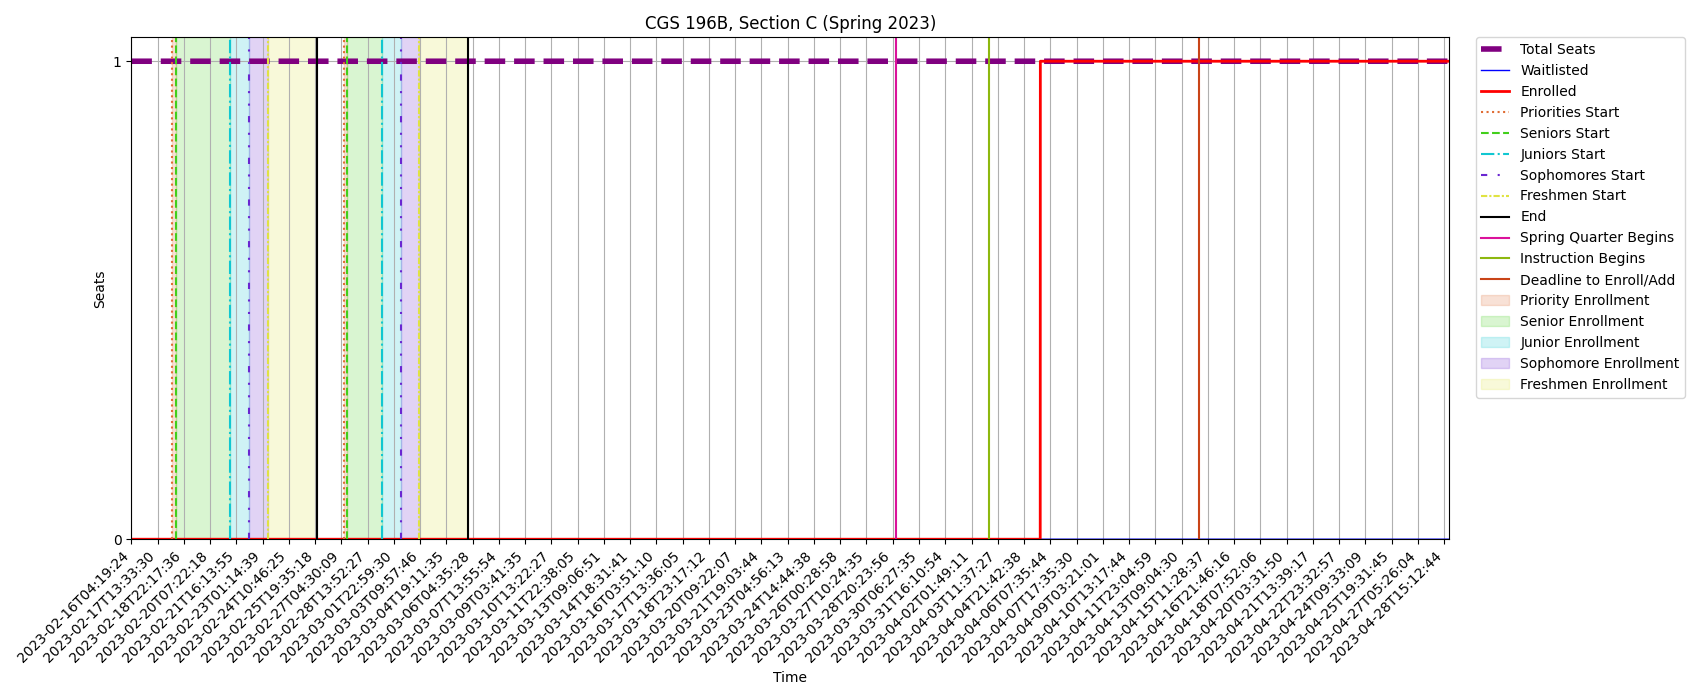 CGS 196B, Section C (Spring 2023)
Seats
1
0
2023-02-16T04:19:24
2023-02-17T13:33:30
2023-02-18T22:17:36
2023-02-20T07:22:18
2023-02-21T16:13:55
2023-02-23T01:14:39
2023-02-24T10:46:25
2023-02-25T19:35:18
2023-02-27T04:30:09
2023-02-28T13:52:27
2023-03-01T22:59:30
2023-03-03T09:57:46
2023-03-04T19:11:35
2023-03-06T04:35:28
2023-03-07T13:55:54
2023-03-09T03:41:35
2023-03-10T13:22:27
2023-03-11T22:38:05
2023-03-13T09:06:51
2023-03-14T18:31:41
2023-03-16T03:51:10
2023-03-17T13:36:05
2023-03-18T23:17:12
2023-03-20T09:22:07
2023-03-21T19:03:44
2023-03-23T04:56:13
2023-03-24T14:44:38
2023-03-26T00:28:58
2023-03-27T10:24:35
2023-03-28T20:23:56
2023-03-30T06:27:35
2023-03-31T16:10:54
2023-04-02T01:49:11
2023-04-03T11:37:27
2023-04-04T21:42:38
2023-04-06T07:35:44
2023-04-07T17:35:30
2023-04-09T03:21:01
2023-04-10T13:17:44
2023-04-11T23:04:59
2023-04-13T09:04:30
2023-04-15T11:28:37
2023-04-16T21:46:16
2023-04-18T07:52:06
2023-04-20T03:31:50
2023-04-21T13:39:17
2023-04-22T23:32:57
2023-04-24T09:33:09
2023-04-25T19:31:45
2023-04-27T05:26:04
2023-04-28T15:12:44
Time
Total Seats
Waitlisted
Enrolled
Priorities Start
Seniors Start
Juniors Start
Sophomores Start
Freshmen Start
End
Spring Quarter Begins
Instruction Begins
Deadline to Enroll/Add
Priority Enrollment
Senior Enrollment
Junior Enrollment
Sophomore Enrollment
Freshmen Enrollment